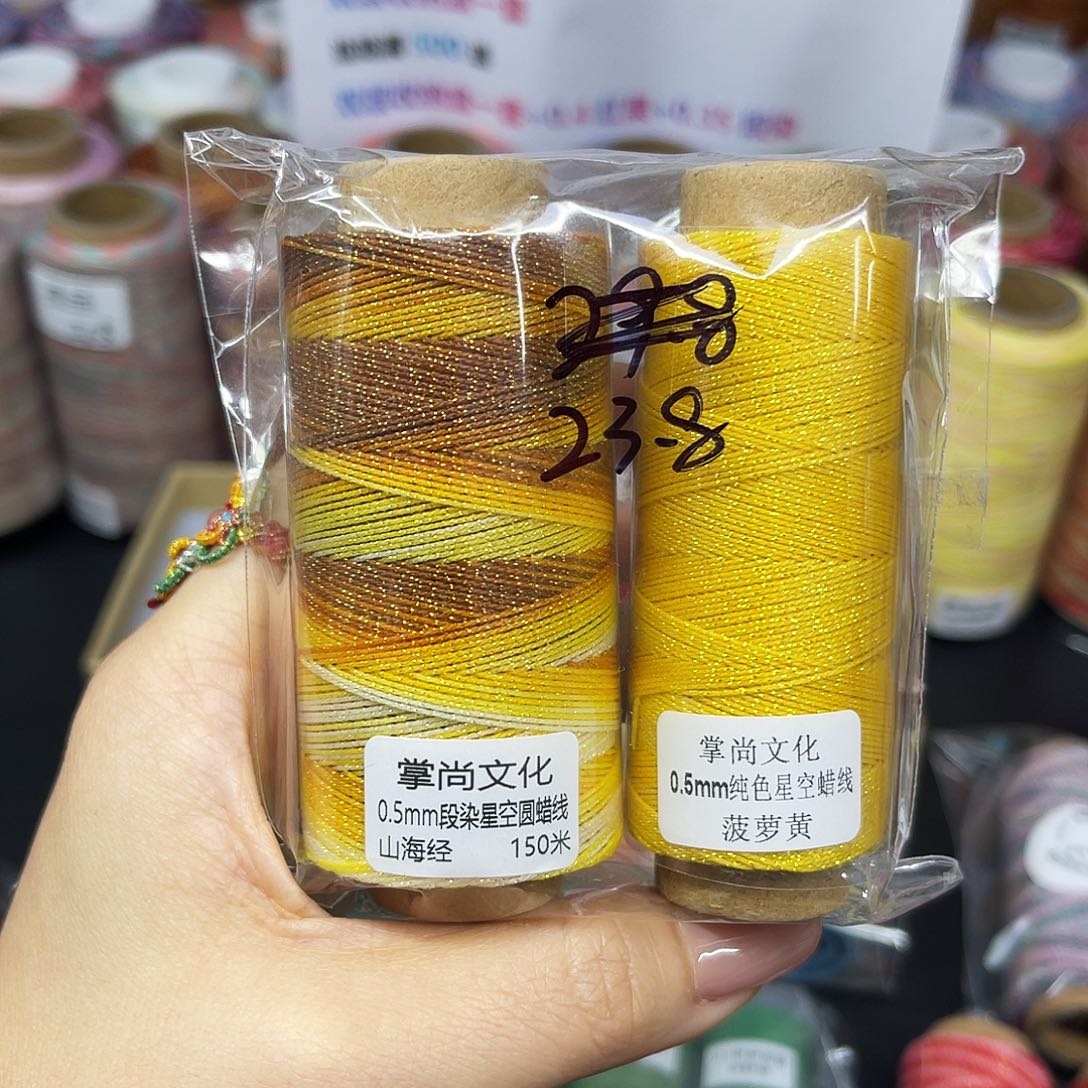 29.8
23.8
掌尚文化
0.5mm段染星空圆蜡线
山海经 150米
掌尚文化
0.5mm纯色星空蜡线
菠萝黄